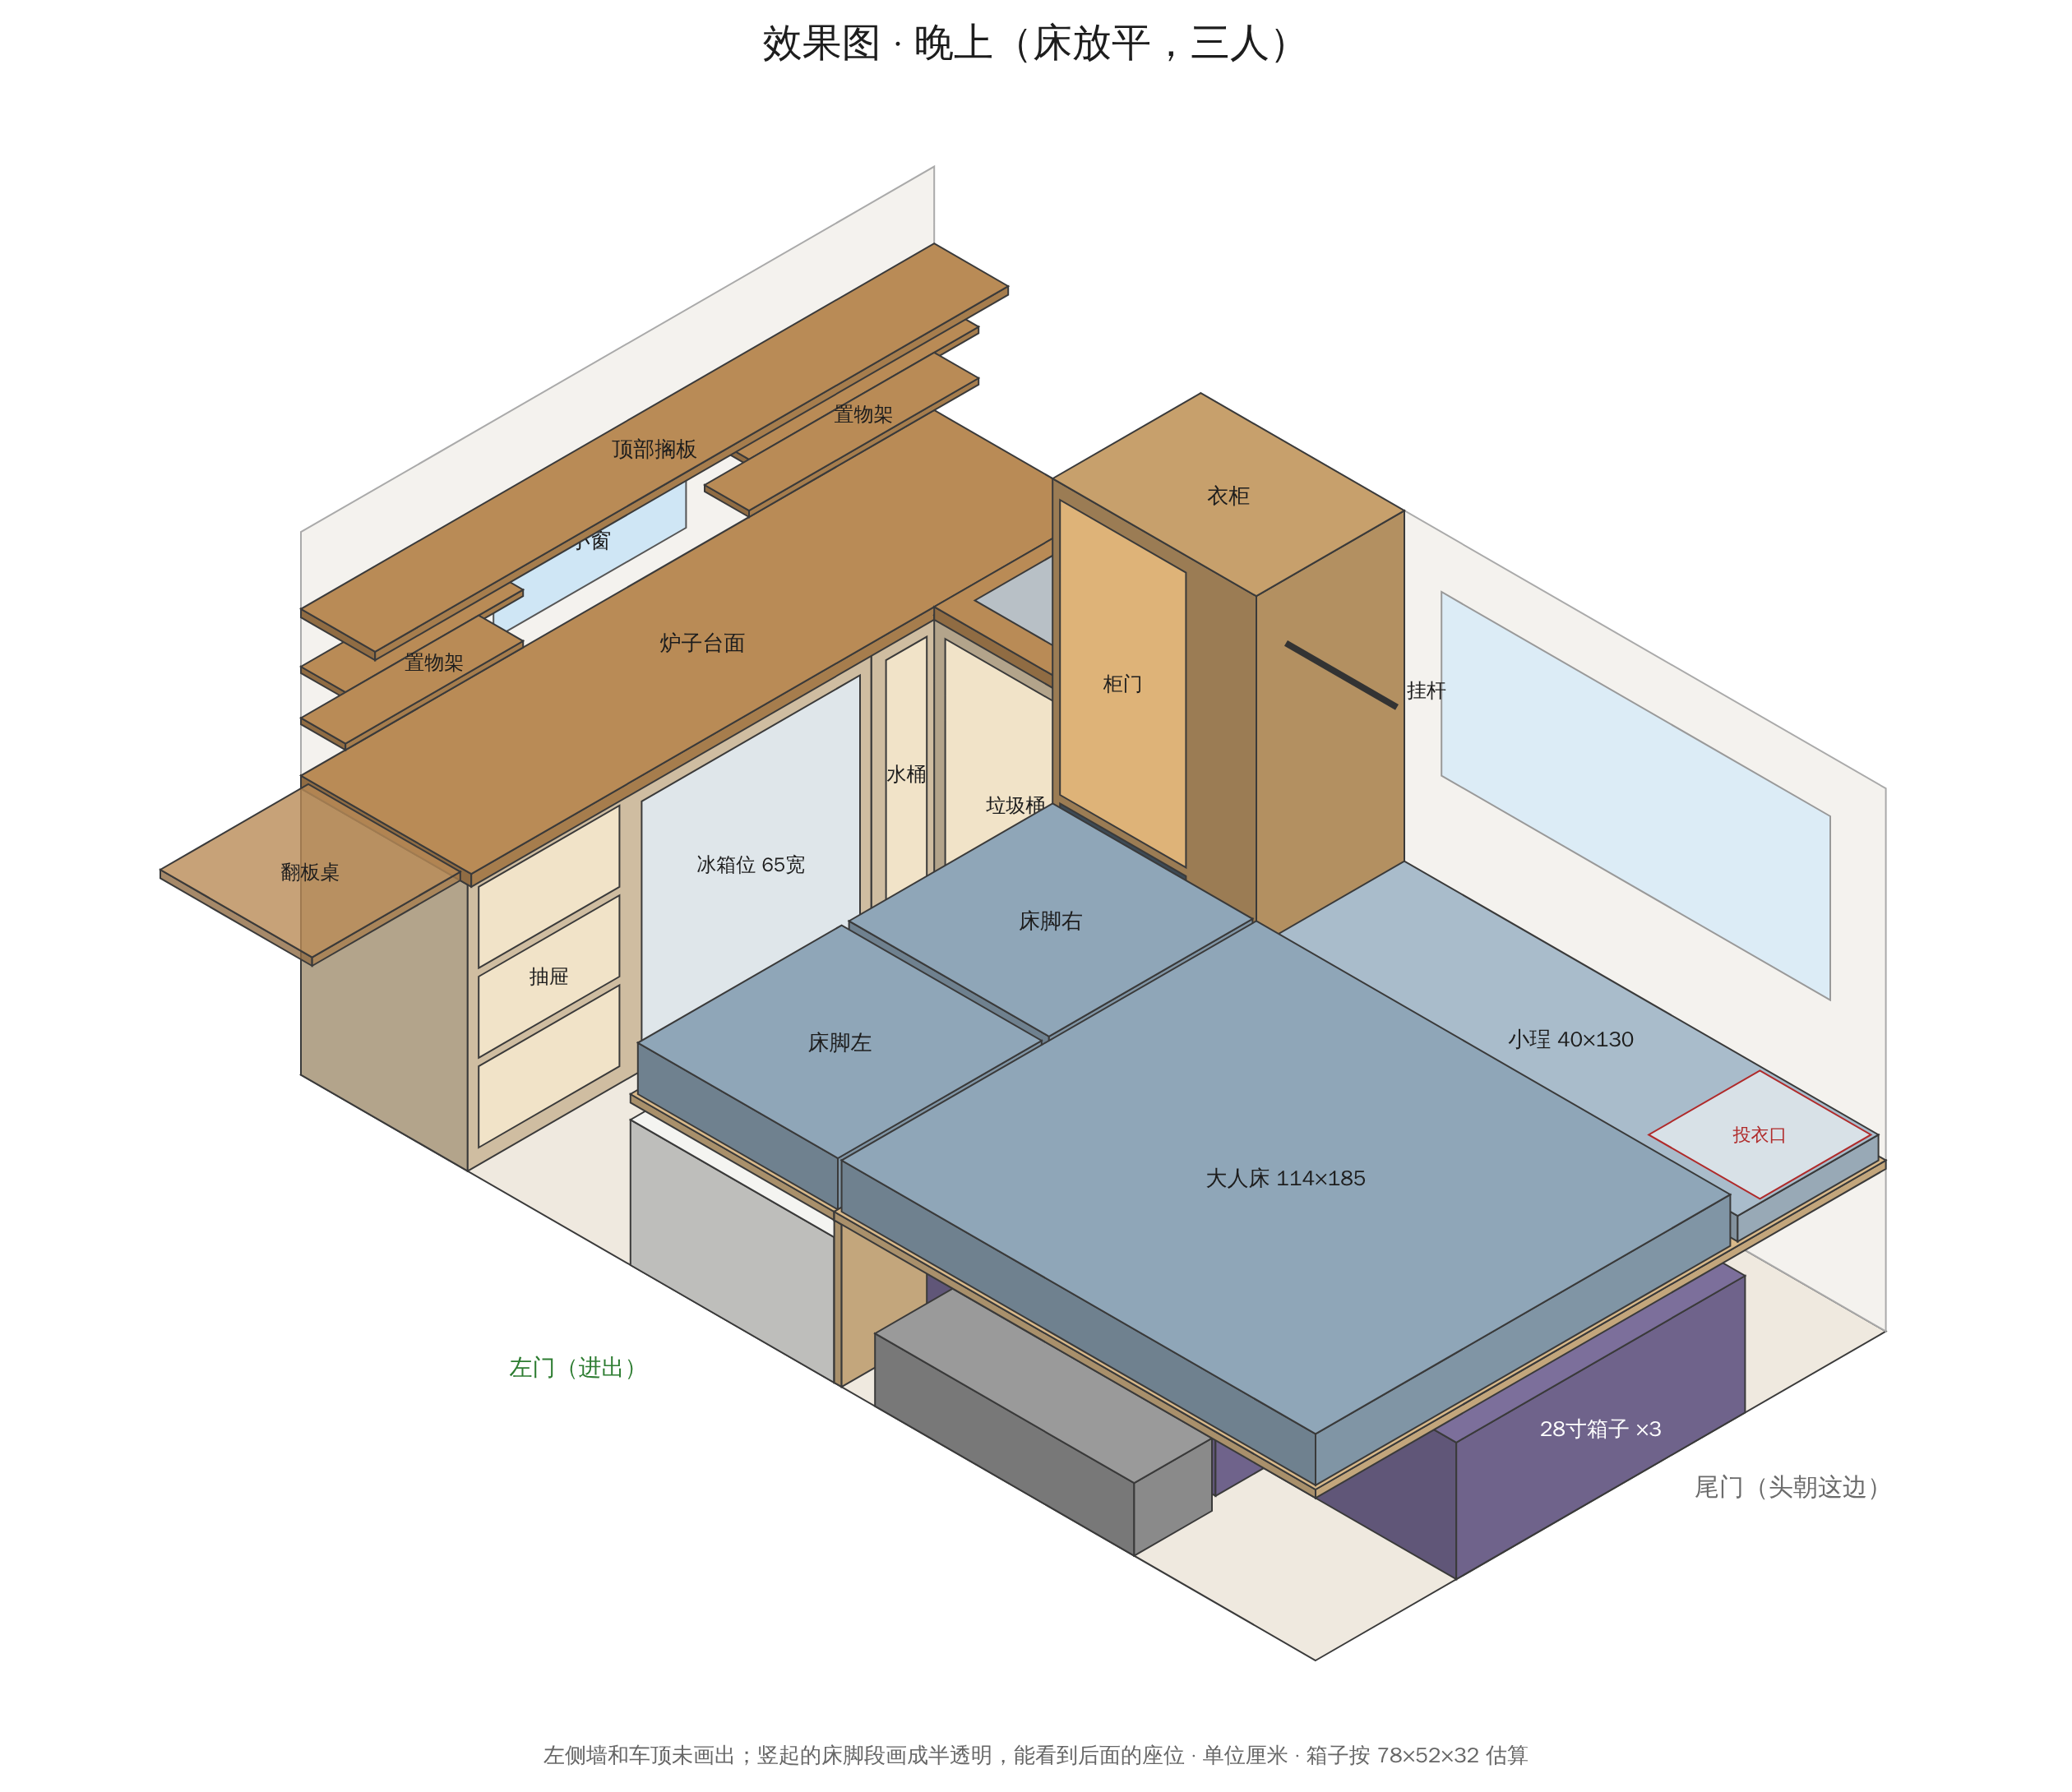 效果图 · 晚上（床放平，三人）
置物架
顶部搁板
衣柜
小窗
炉子台面
置物架
柜门
挂杆
水桶
垃圾桶
冰箱位 65宽
翻板桌
床脚右
抽屉
小珵 40×130
床脚左
投衣口
大人床 114×185
左门（进出）
28寸箱子 ×3
尾门（头朝这边）
左侧墙和车顶未画出；竖起的床脚段画成半透明，能看到后面的座位 · 单位厘米 · 箱子按 78×52×32 估算